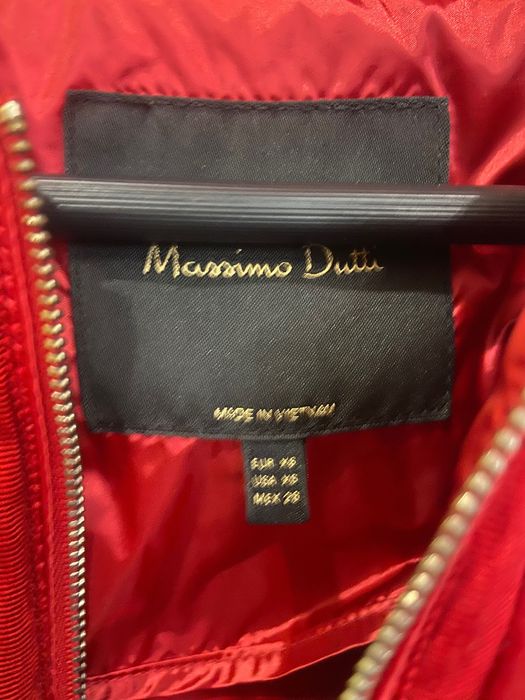 Massimo Dutti
MADE IN VIETNAM
EUR XS
USA XS
MEX 26